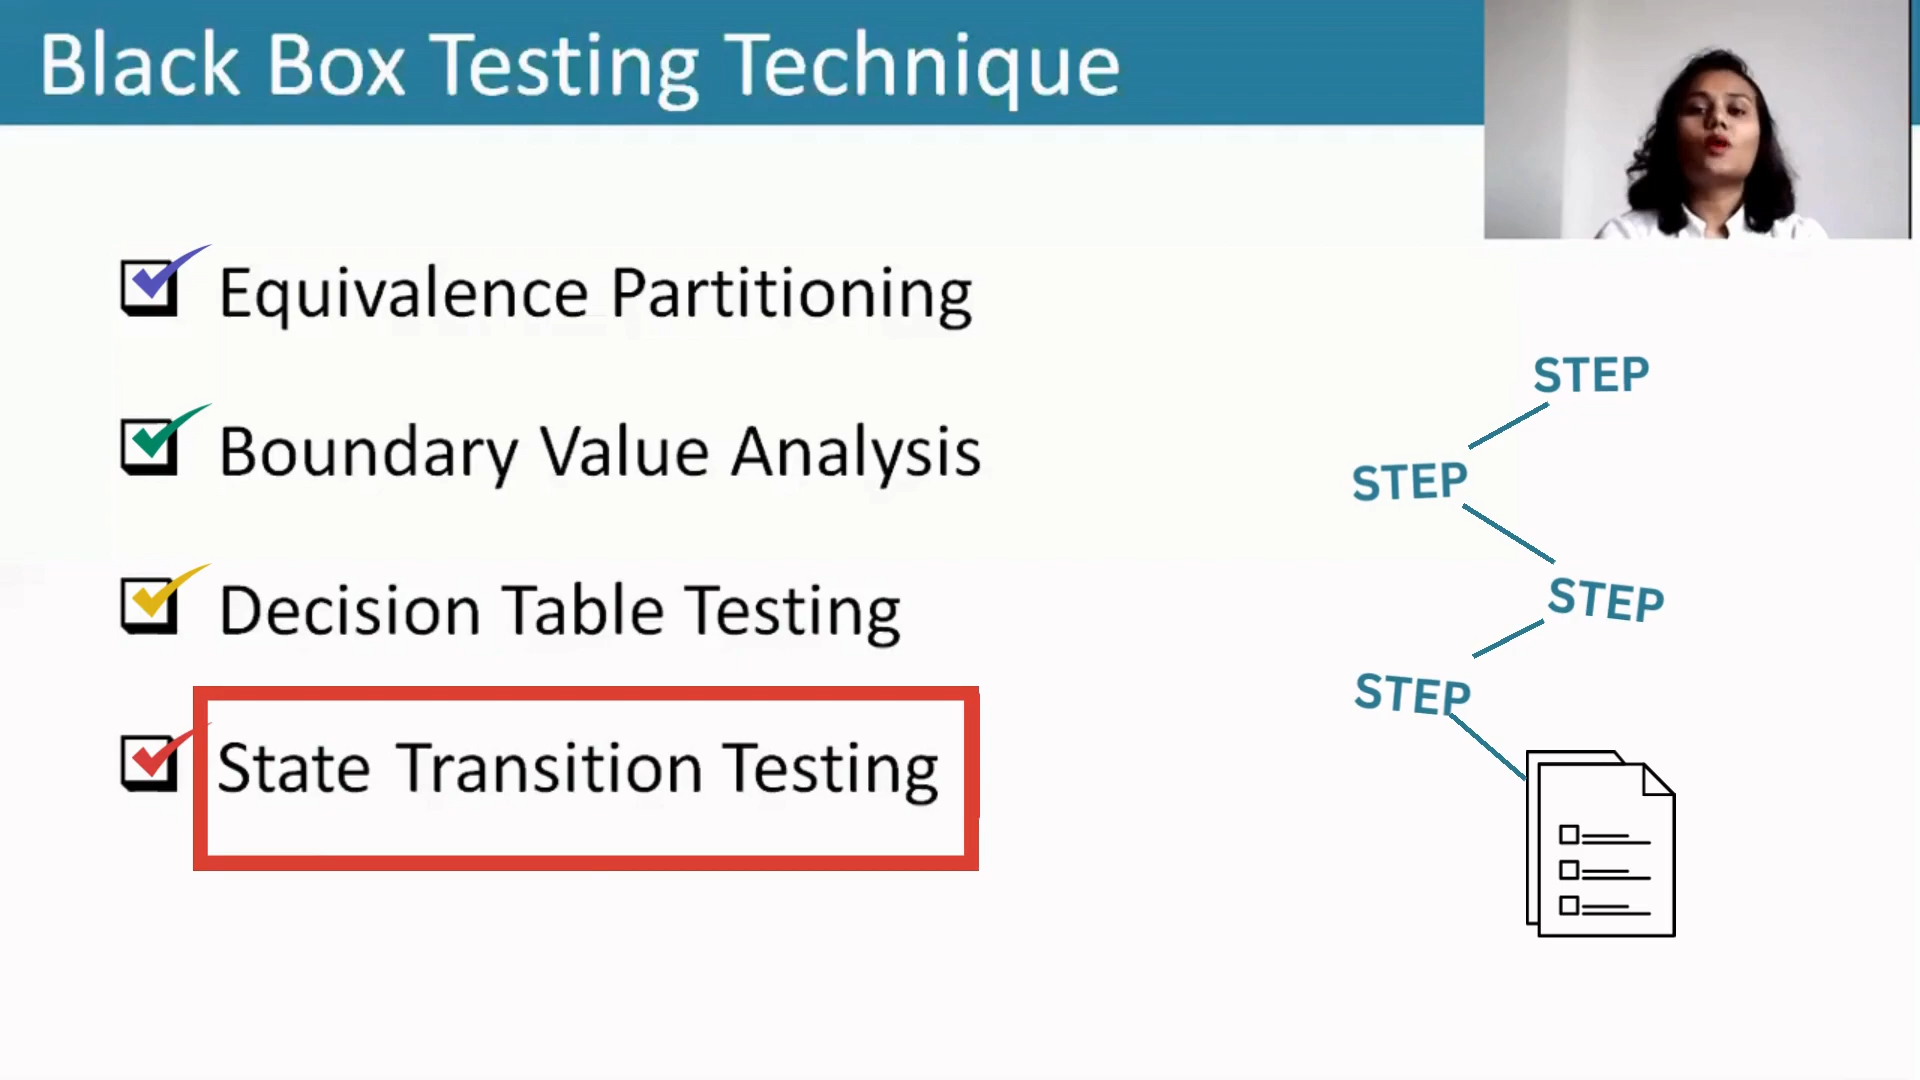 Black Box Testing Technique
Equivalence Partitioning
Boundary Value Analysis
Decision Table Testing
State Transition Testing
STEP
STEP
STEP
STEP